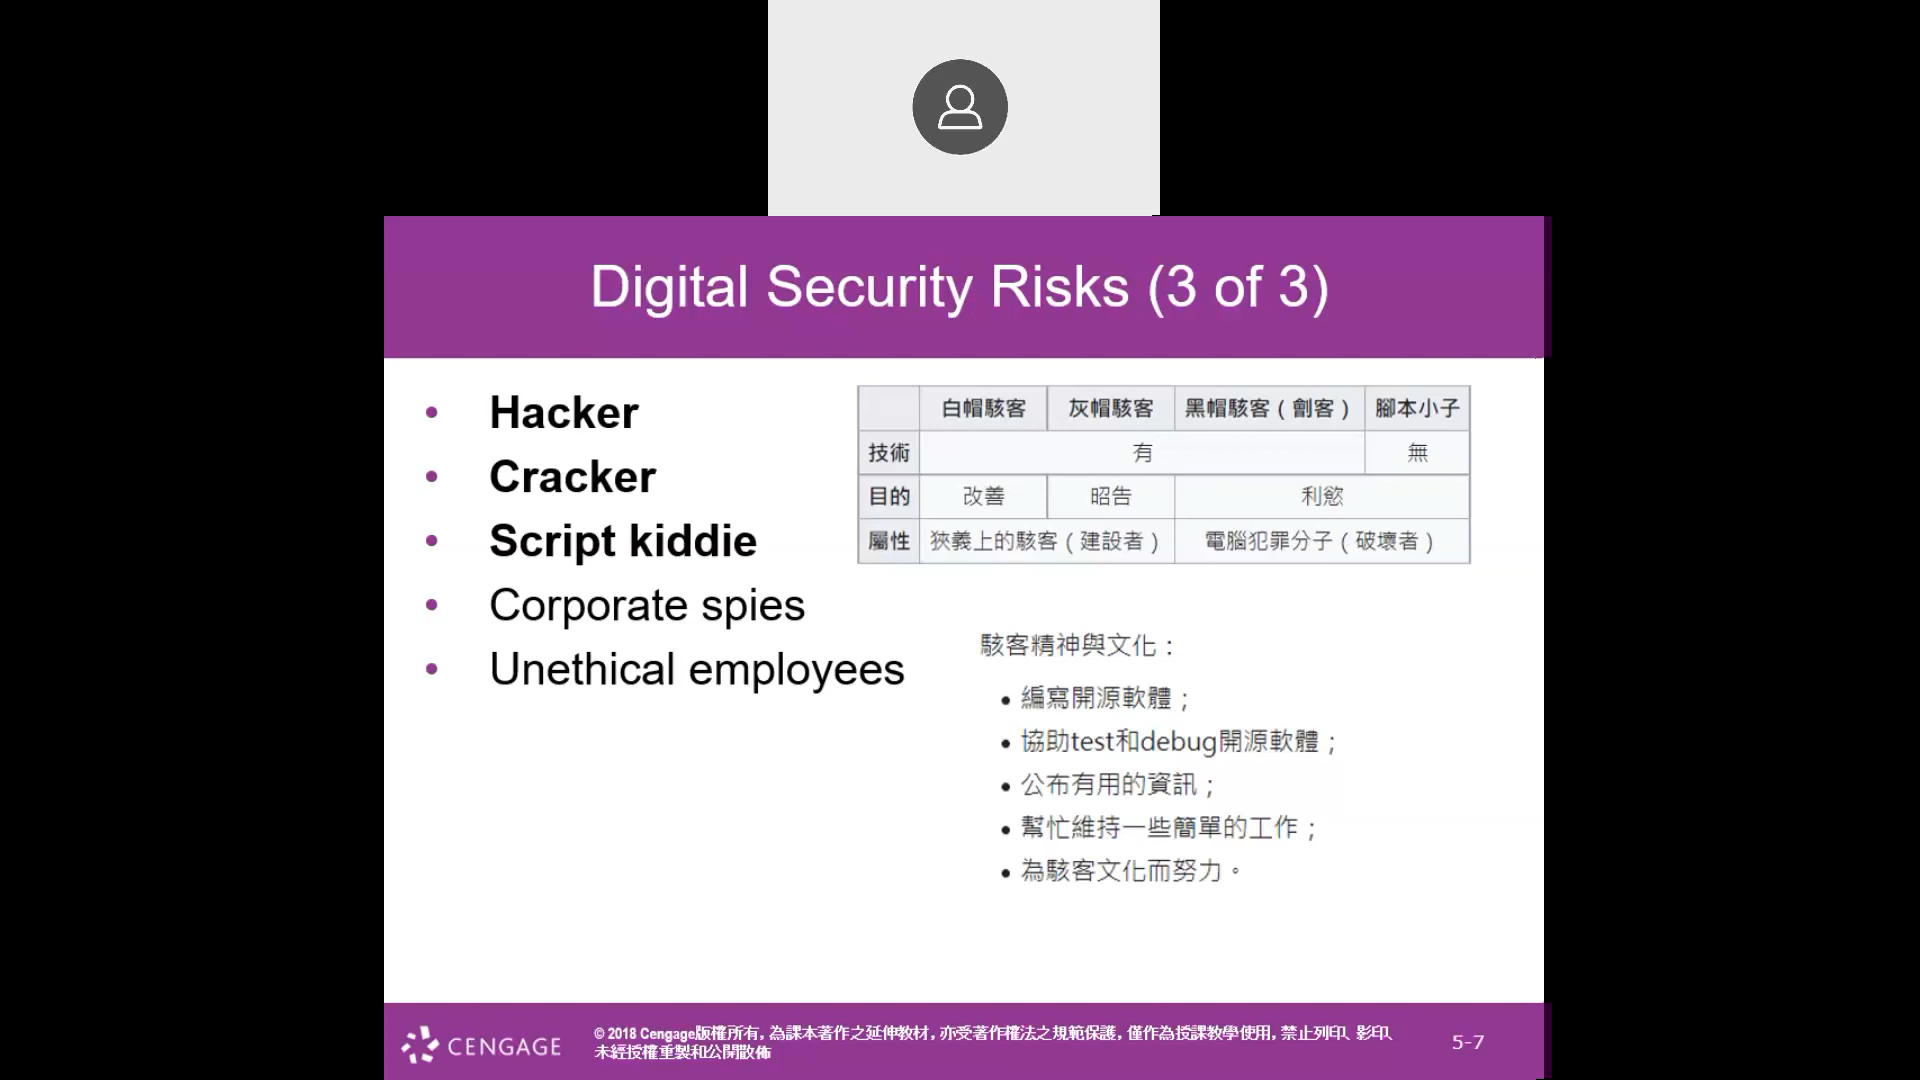 Digital Security Risks (3 of 3)
• Hacker
• Cracker
• Script kiddie
• Corporate spies
• Unethical employees
白帽駭客 灰帽駭客 黑帽駭客（劊客） 腳本小子
技術 有 無
目的 改善 昭告 利慾
屬性 狹義上的駭客（建設者） 電腦犯罪分子（破壞者）
駭客精神與文化：
• 編寫開源軟體；
• 協助test和debug開源軟體；
• 公布有用的資訊；
• 幫忙維持一些簡單的工作；
• 為駭客文化而努力。
CENGAGE
© 2018 Cengage版權所有, 為課本著作之延伸教材, 亦受著作權法之規範保護, 僅作為授課教學使用, 禁止列印、影印、
未經授權重製和公開散佈
5-7